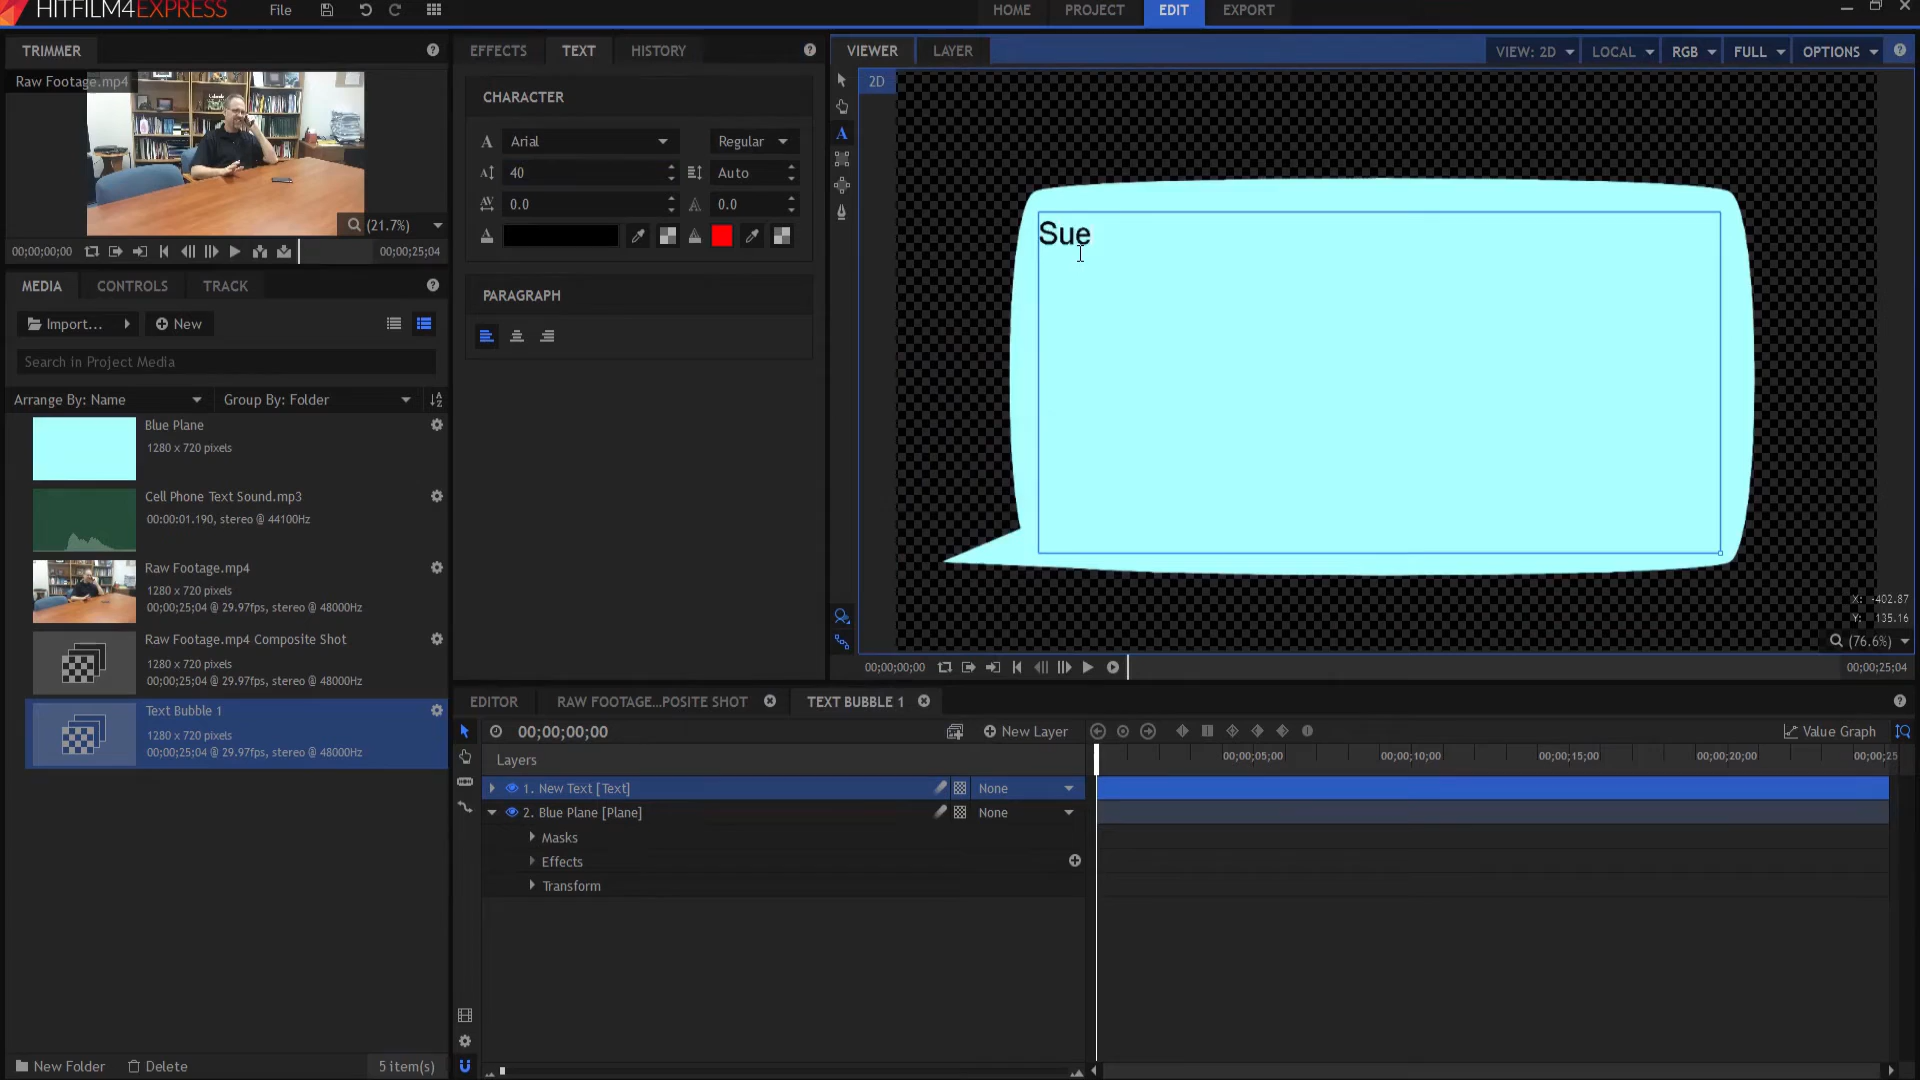 HITFILM4EXPRESS
File
HOME
PROJECT
EDIT
EXPORT
TRIMMER
Raw Footage.mp4
(21.7%)
00;00;00;00
00;00;25;04
MEDIA
CONTROLS
TRACK
Import...
New
Search in Project Media
Arrange By: Name
Group By: Folder
Blue Plane
1280 x 720 pixels
Cell Phone Text Sound.mp3
00:00:01.190, stereo @ 44100Hz
Raw Footage.mp4
1280 x 720 pixels
00;00;25;04 @ 29.97fps, stereo @ 48000Hz
Raw Footage.mp4 Composite Shot
1280 x 720 pixels
00;00;25;04 @ 29.97fps, stereo @ 48000Hz
Text Bubble 1
1280 x 720 pixels
00;00;25;04 @ 29.97fps, stereo @ 48000Hz
New Folder
Delete
5 item(s)
EFFECTS
TEXT
HISTORY
CHARACTER
Arial
Regular
40
Auto
0.0
0.0
PARAGRAPH
VIEWER
LAYER
VIEW: 2D
LOCAL
RGB
FULL
OPTIONS
2D
Sue
X: -402.87
Y: 135.16
(76.6%)
00;00;00;00
00;00;25;04
EDITOR
RAW FOOTAGE...POSITE SHOT
TEXT BUBBLE 1
00;00;00;00
New Layer
Value Graph
Layers
00;00;05;00
00;00;10;00
00;00;15;00
00;00;20;00
00;00;25
1. New Text [Text]
None
2. Blue Plane [Plane]
None
Masks
Effects
Transform